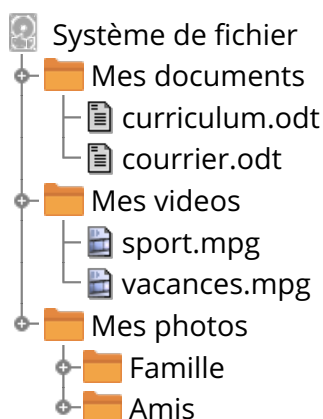 Système de fichier
Mes documents
curriculum.odt
courrier.odt
Mes videos
sport.mpg
vacances.mpg
Mes photos
Famille
Amis